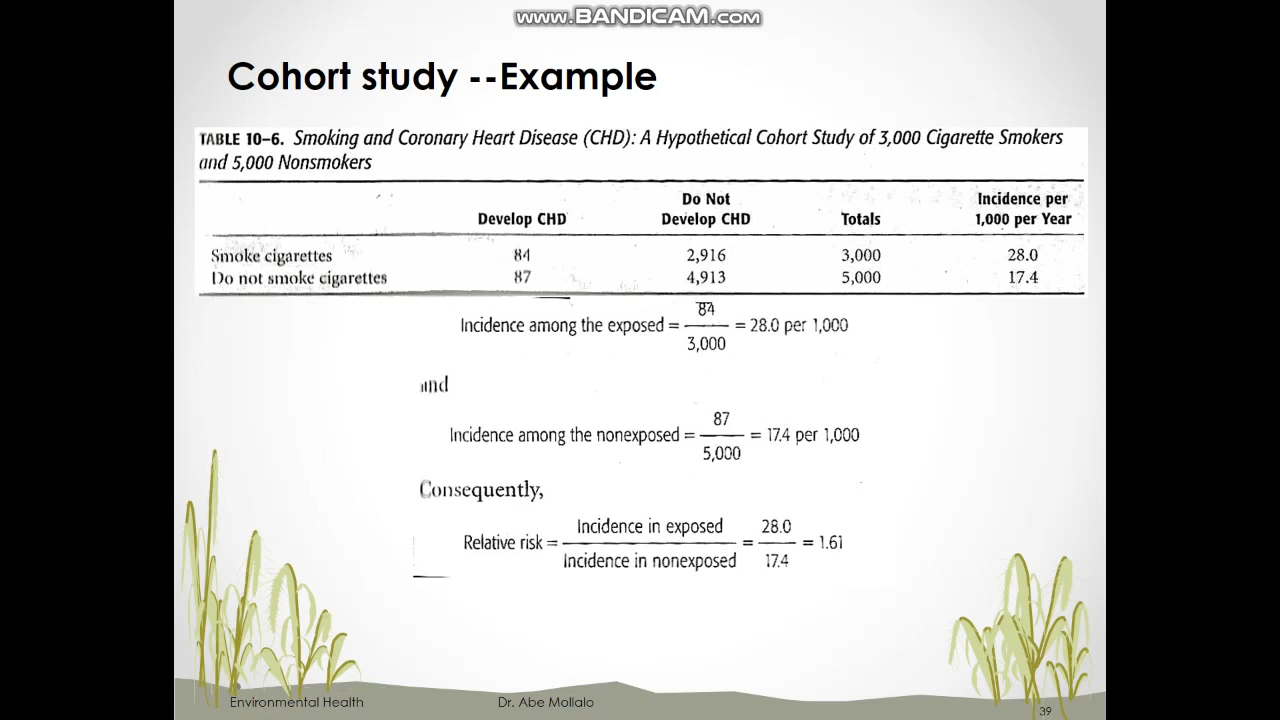 www.BANDICAM.com
Cohort study --Example
TABLE 10–6. Smoking and Coronary Heart Disease (CHD): A Hypothetical Cohort Study of 3,000 Cigarette Smokers
and 5,000 Nonsmokers
Do Not Incidence per
Develop CHD Develop CHD Totals 1,000 per Year
Smoke cigarettes 84 2,916 3,000 28.0
Do not smoke cigarettes 87 4,913 5,000 17.4
84
Incidence among the exposed = = 28.0 per 1,000
3,000
and
87
Incidence among the nonexposed = = 17.4 per 1,000
5,000
Consequently,
Incidence in exposed 28.0
Relative risk = = = 1.61
Incidence in nonexposed 17.4
Environmental Health Dr. Abe Mollalo 39